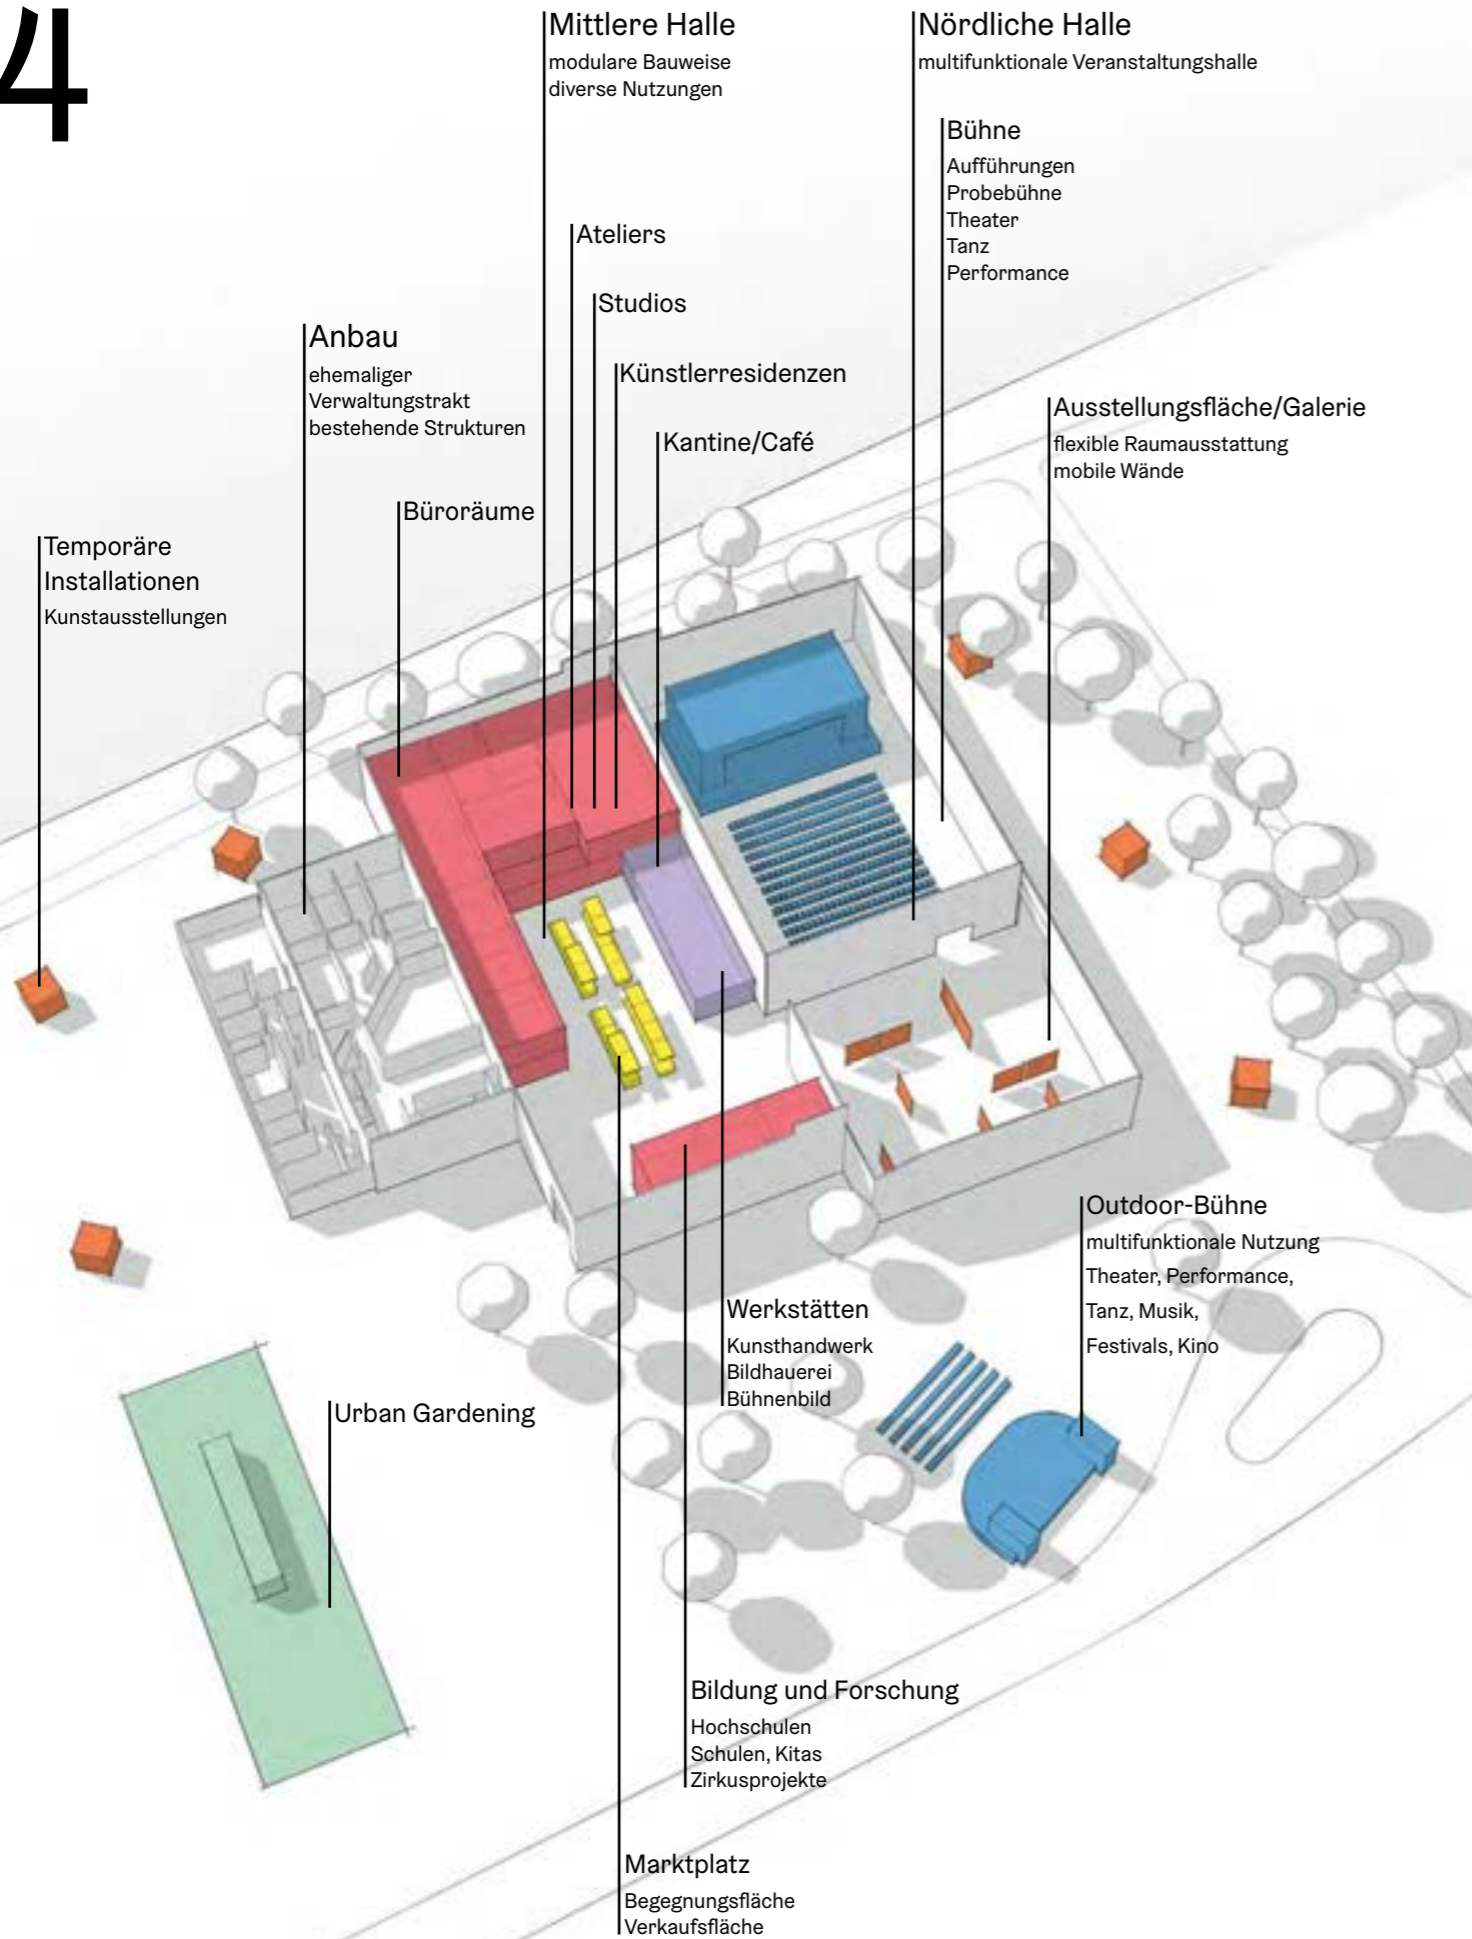 4
Mittlere Halle
modulare Bauweise
diverse Nutzungen
Nördliche Halle
multifunktionale Veranstaltungshalle
Bühne
Aufführungen
Probebühne
Theater
Tanz
Performance
Ateliers
Studios
Künstlerresidenzen
Kantine/Café
Anbau
ehemaliger
Verwaltungstrakt
bestehende Strukturen
Büroräume
Ausstellungsfläche/Galerie
flexible Raumausstattung
mobile Wände
Temporäre
Installationen
Kunstausstellungen
Outdoor-Bühne
multifunktionale Nutzung
Theater, Performance,
Tanz, Musik,
Festivals, Kino
Werkstätten
Kunsthandwerk
Bildhauerei
Bühnenbild
Urban Gardening
Bildung und Forschung
Hochschulen
Schulen, Kitas
Zirkusprojekte
Marktplatz
Begegnungsfläche
Verkaufsfläche